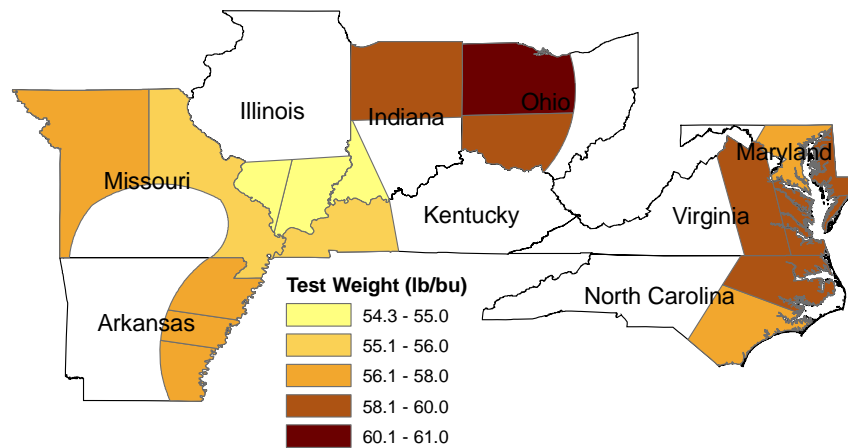 Illinois
Indiana
Ohio
Missouri
Maryland
Kentucky
Virginia
Arkansas
North Carolina
Test Weight (lb/bu)
54.3 - 55.0
55.1 - 56.0
56.1 - 58.0
58.1 - 60.0
60.1 - 61.0